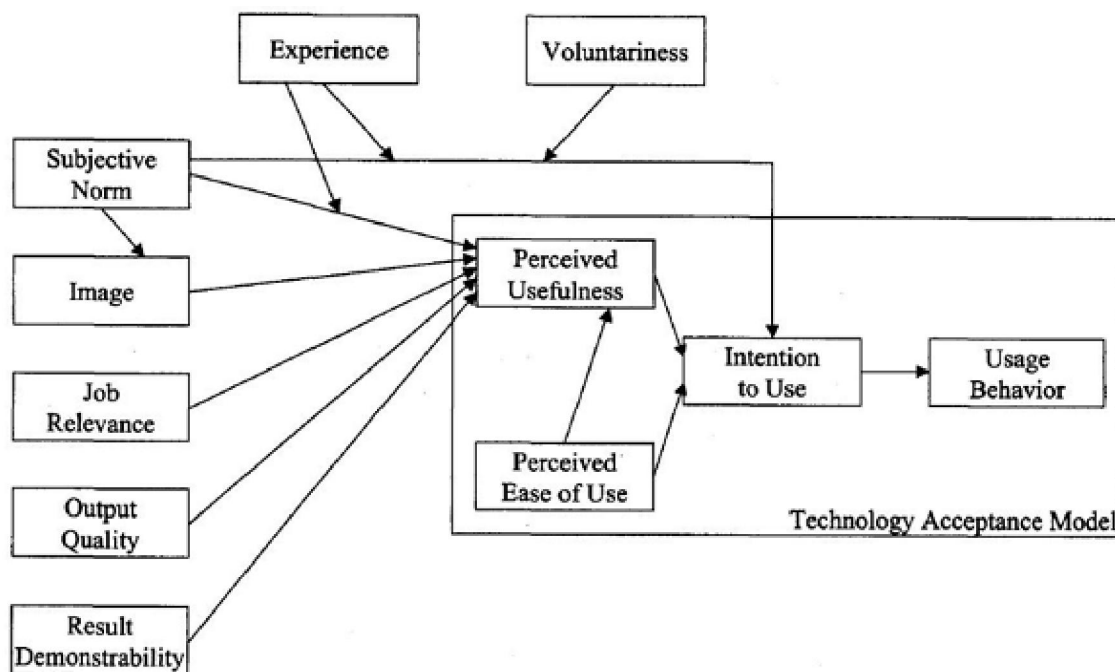 Experience
Voluntariness
Subjective
Norm
Image
Job
Relevance
Output
Quality
Result
Demonstrability
Perceived
Usefulness
Perceived
Ease of Use
Intention
to Use
Usage
Behavior
Technology Acceptance Model